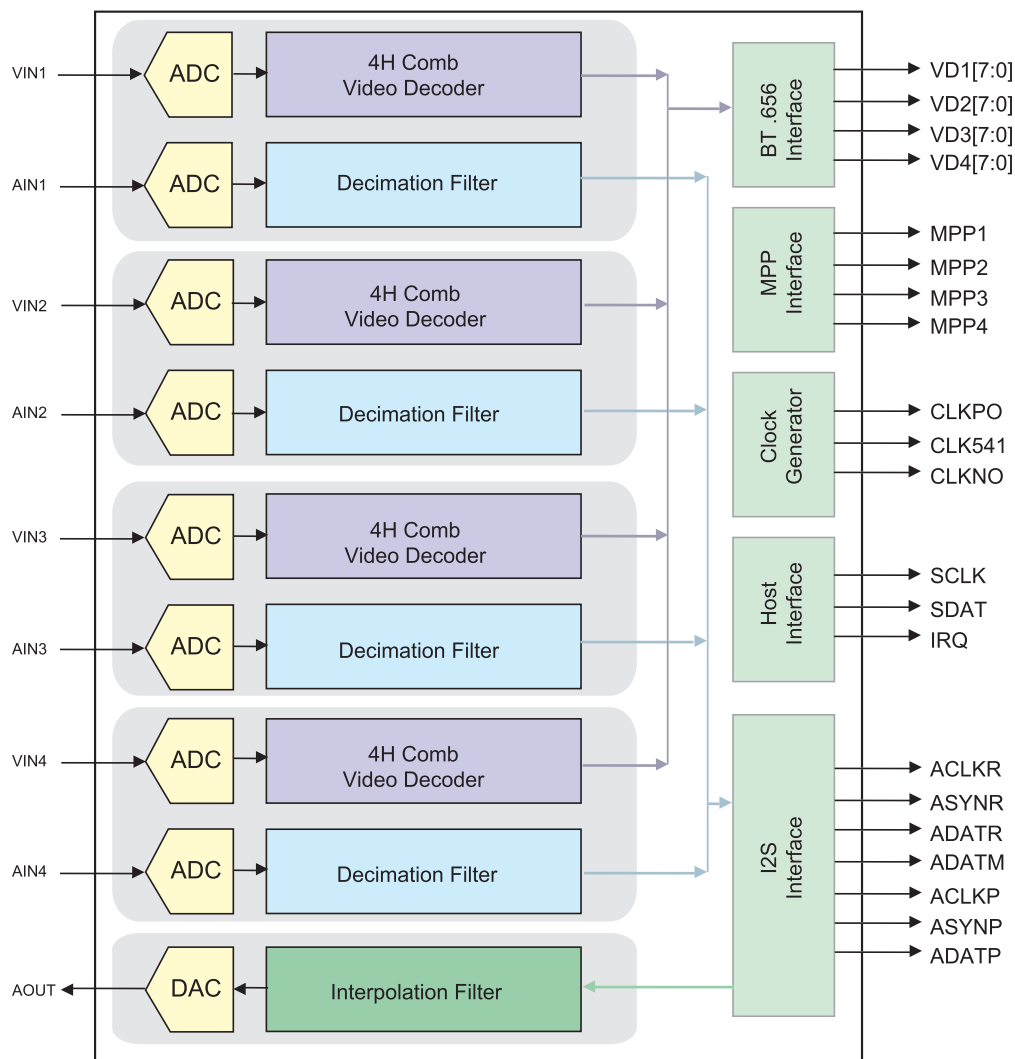 VIN1
ADC
4H Comb
Video Decoder
AIN1
ADC
Decimation Filter
VIN2
ADC
4H Comb
Video Decoder
AIN2
ADC
Decimation Filter
VIN3
ADC
4H Comb
Video Decoder
AIN3
ADC
Decimation Filter
VIN4
ADC
4H Comb
Video Decoder
AIN4
ADC
Decimation Filter
AOUT
DAC
Interpolation Filter
BT .656
Interface
VD1[7:0]
VD2[7:0]
VD3[7:0]
VD4[7:0]
MPP
Interface
MPP1
MPP2
MPP3
MPP4
Clock
Generator
CLKPO
CLK541
CLKNO
Host
Interface
SCLK
SDAT
IRQ
I2S
Interface
ACLKR
ASYNR
ADATR
ADATM
ACLKP
ASYNP
ADATP